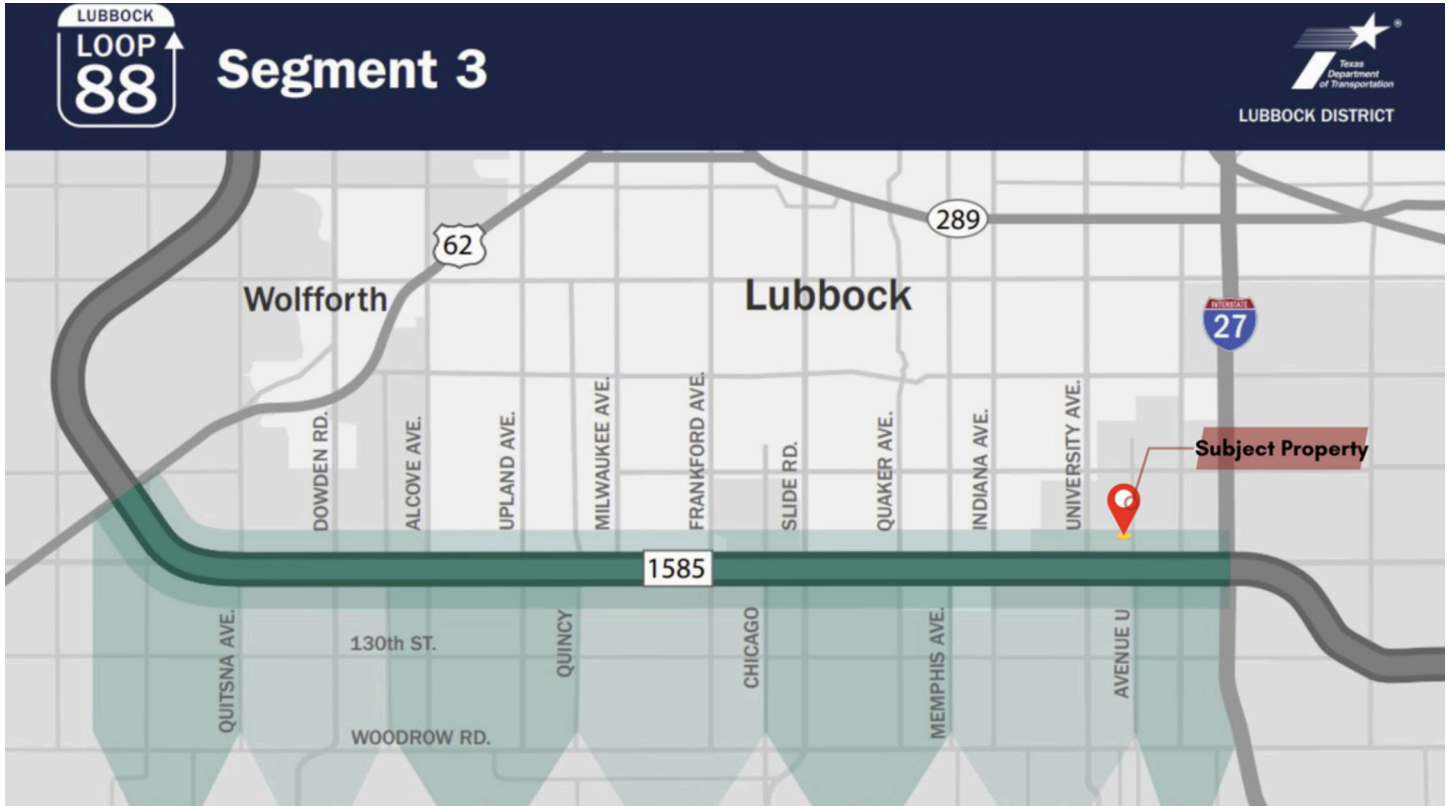 LUBBOCK
LOOP
88
Segment 3
®
Texas
Department
of Transportation
LUBBOCK DISTRICT
289
62
Wolfforth
Lubbock
INTERSTATE
27
DOWDEN RD.
ALCOVE AVE.
UPLAND AVE.
MILWAUKEE AVE.
FRANKFORD AVE.
SLIDE RD.
QUAKER AVE.
INDIANA AVE.
UNIVERSITY AVE.
Subject Property
1585
QUITSNA AVE.
130th ST.
QUINCY
CHICAGO
MEMPHIS AVE.
AVENUE U
WOODROW RD.